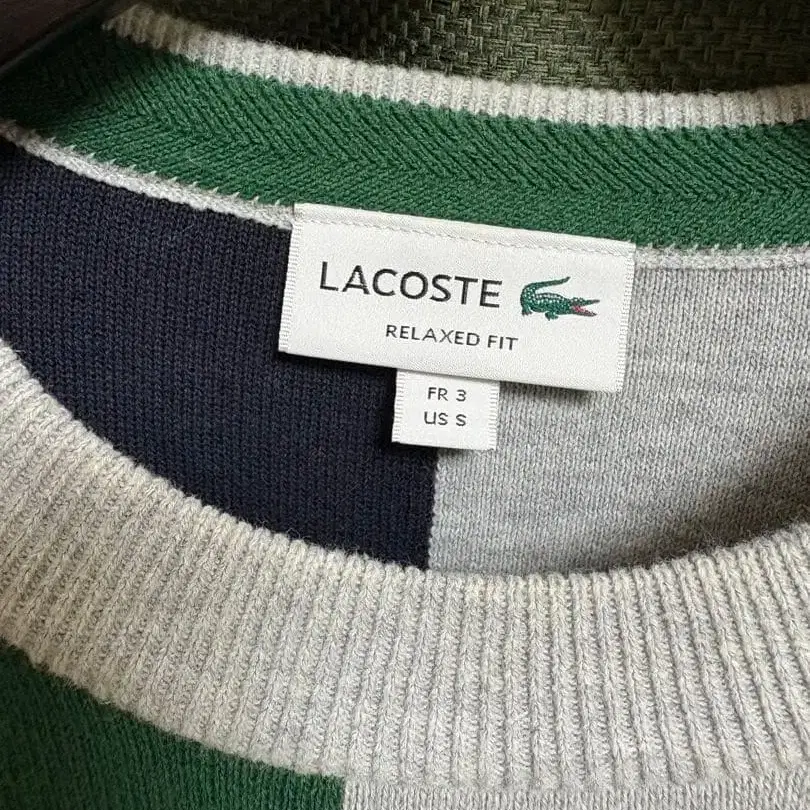 LACOSTE
RELAXED FIT
FR 3
US S